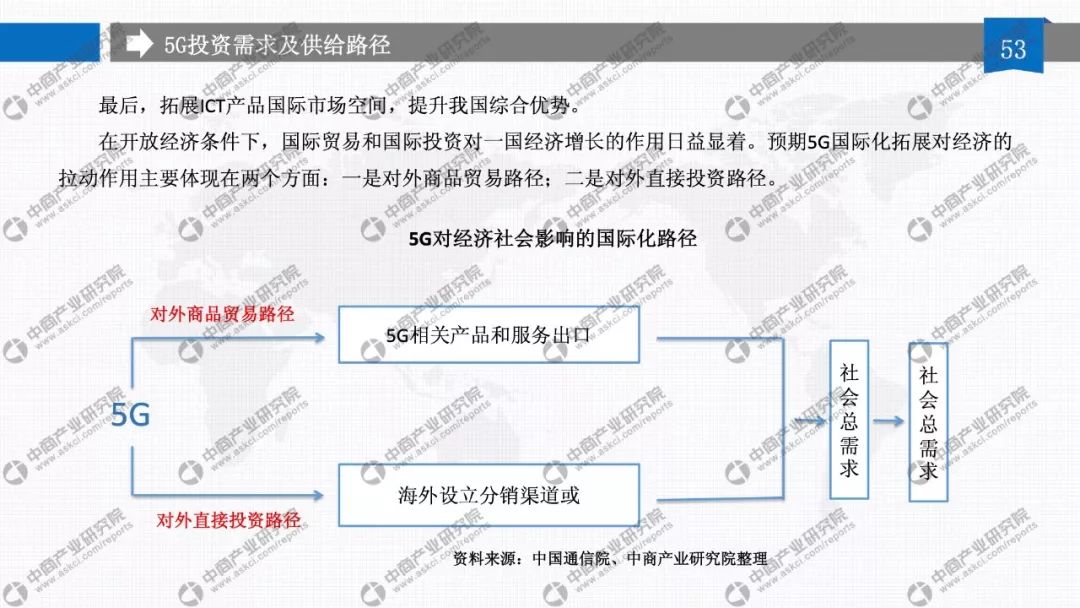 5G投资需求及供给路径
53
最后，拓展ICT产品国际市场空间，提升我国综合优势。
在开放经济条件下，国际贸易和国际投资对一国经济增长的作用日益显着。预期5G国际化拓展对经济的
拉动作用主要体现在两个方面：一是对外商品贸易路径；二是对外直接投资路径。
5G对经济社会影响的国际化路径
对外商品贸易路径
5G相关产品和服务出口
5G
社会总需求
社会总需求
海外设立分销渠道或
对外直接投资路径
资料来源：中国通信院、中商产业研究院整理
中商产业研究院
www.askci.com/reports